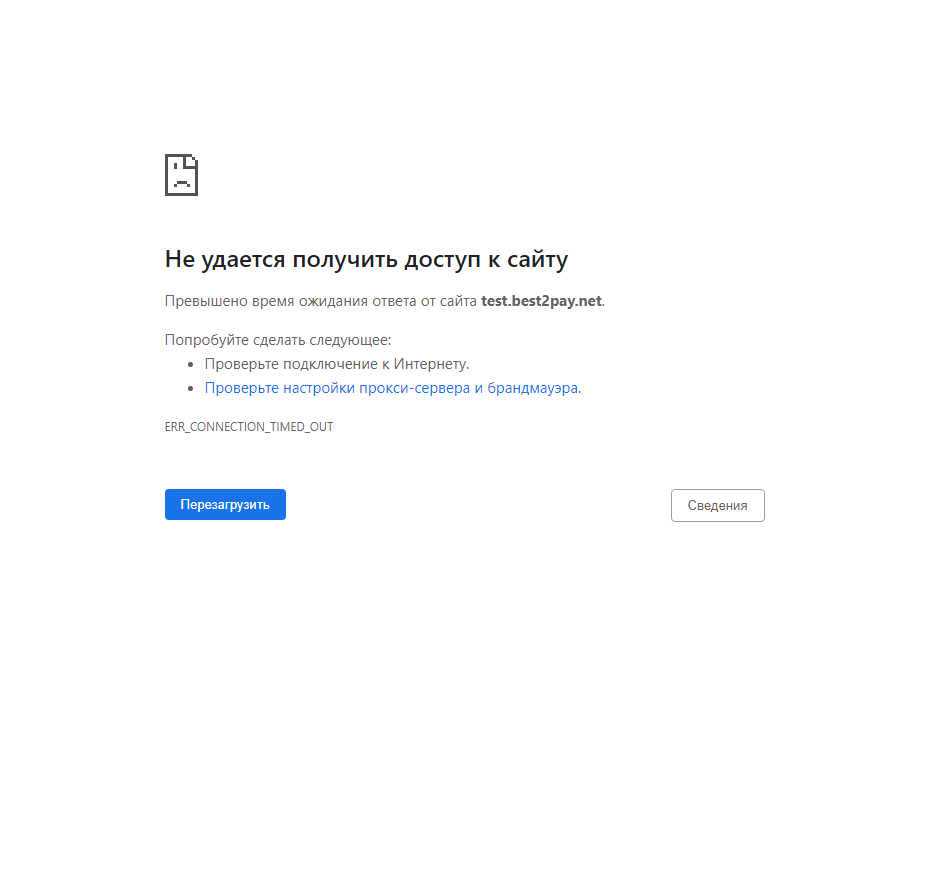 Не удается получить доступ к сайту
Превышено время ожидания ответа от сайта test.best2pay.net.
Попробуйте сделать следующее:
Проверьте подключение к Интернету.
Проверьте настройки прокси-сервера и брандмауэра.
ERR_CONNECTION_TIMED_OUT
Перезагрузить
Сведения